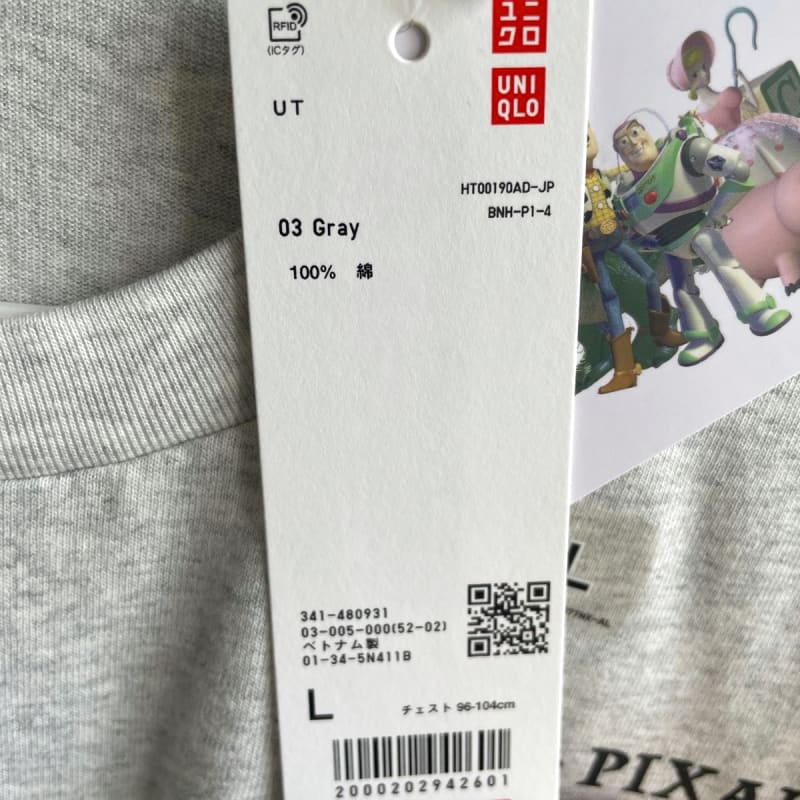 RFID
(ICタグ)
ユニ
クロ
UNI
QLO
UT
HT00190AD-JP
BNH-P1-4
03 Gray
100% 綿
341-480931
03-005-000(52-02)
ベトナム製
01-34-5N411B
L
チェスト 96-104cm
2000202942601
C
L
PIXA